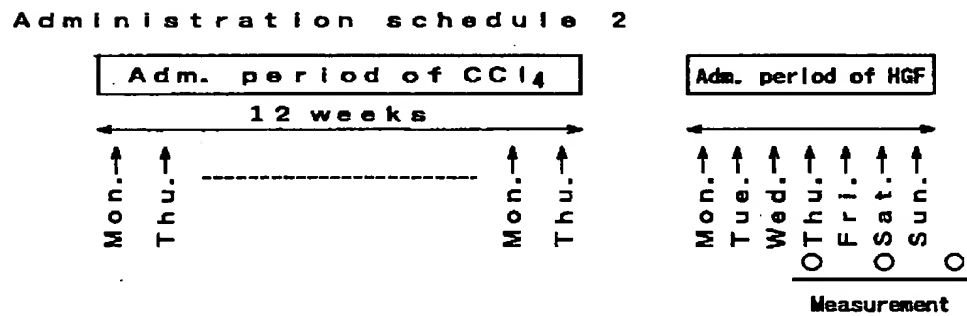 Administration schedule 2
Adm. period of CCl4 Adm. period of HGF
12 weeks
Mon. Thu. Mon. Thu. Mon. Tue. Wed. Thu. Fri. Sat. Sun.
Measurement